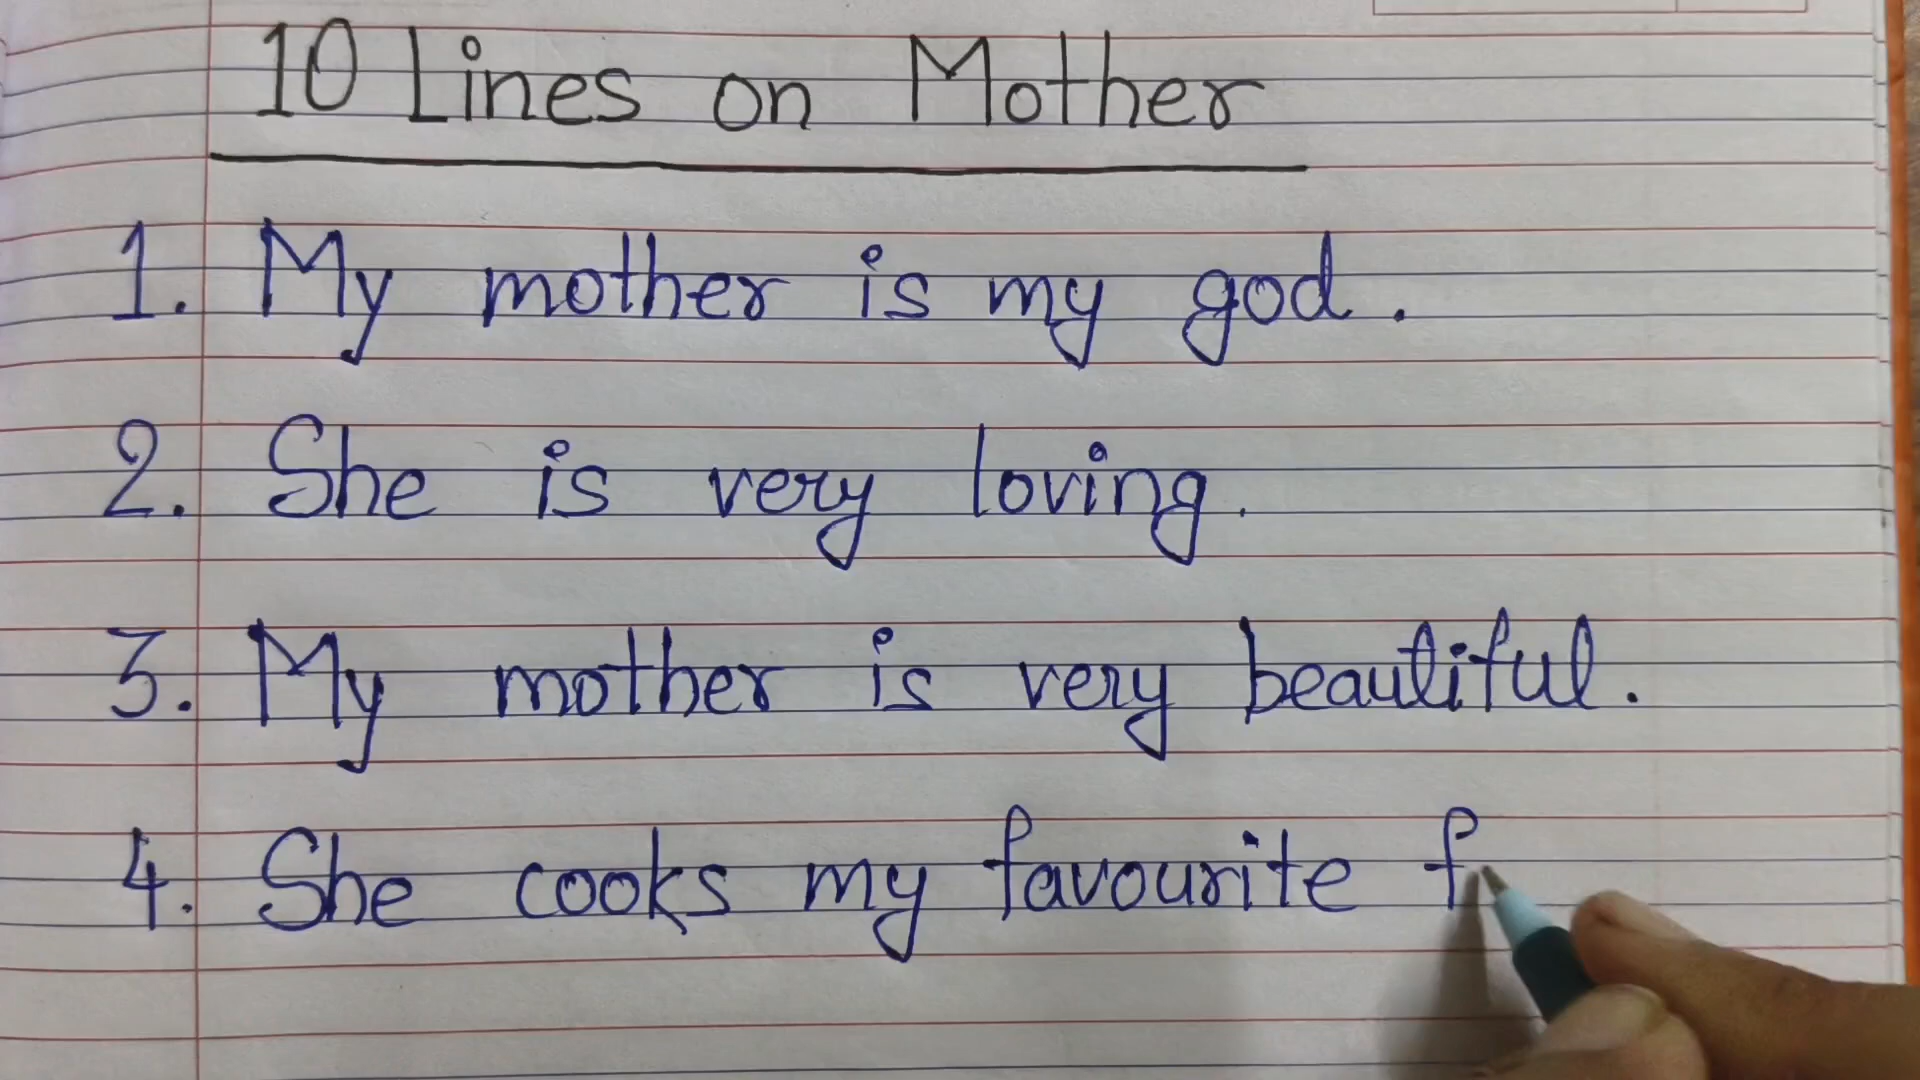 10 Lines on Mother
1. My mother is my god.
2. She is very loving.
3. My mother is very beautiful.
4. She cooks my favourite f